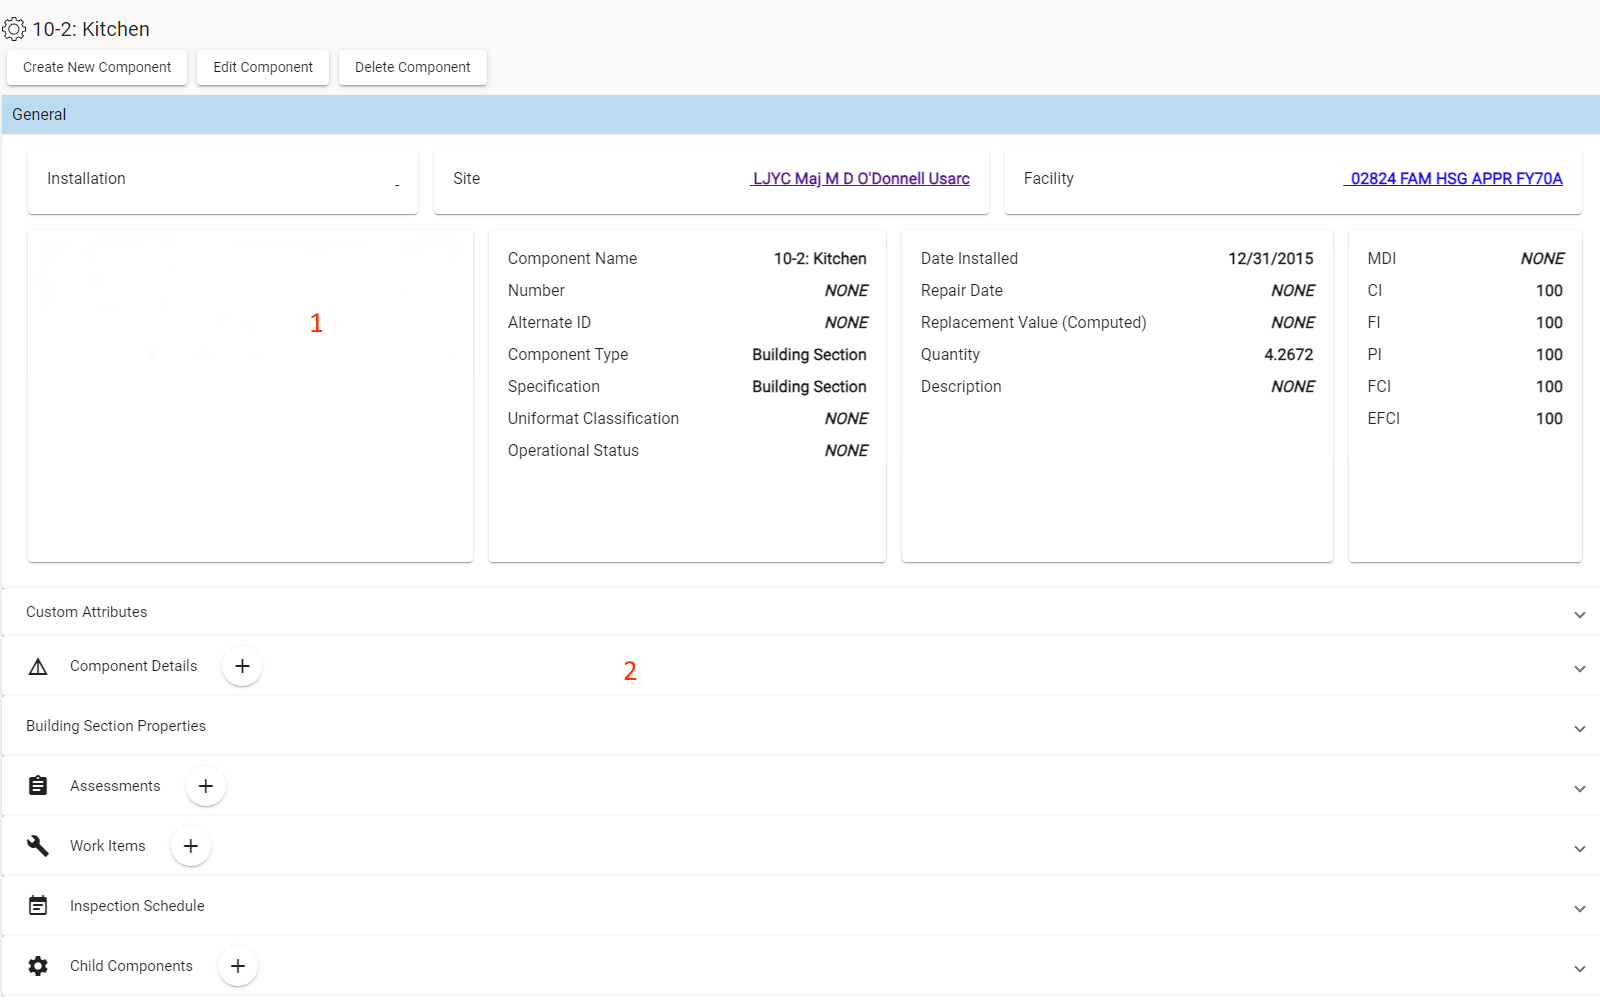 10-2: Kitchen
Create New Component Edit Component Delete Component
General
Installation -
Site LJYC Maj M D O'Donnell Usarc
Facility 02824 FAM HSG APPR FY70A
1
Component Name 10-2: Kitchen
Number NONE
Alternate ID NONE
Component Type Building Section
Specification Building Section
Uniformat Classification NONE
Operational Status NONE
Date Installed 12/31/2015
Repair Date NONE
Replacement Value (Computed) NONE
Quantity 4.2672
Description NONE
MDI NONE
CI 100
FI 100
PI 100
FCI 100
EFCI 100
Custom Attributes
Component Details +
2
Building Section Properties
Assessments +
Work Items +
Inspection Schedule
Child Components +